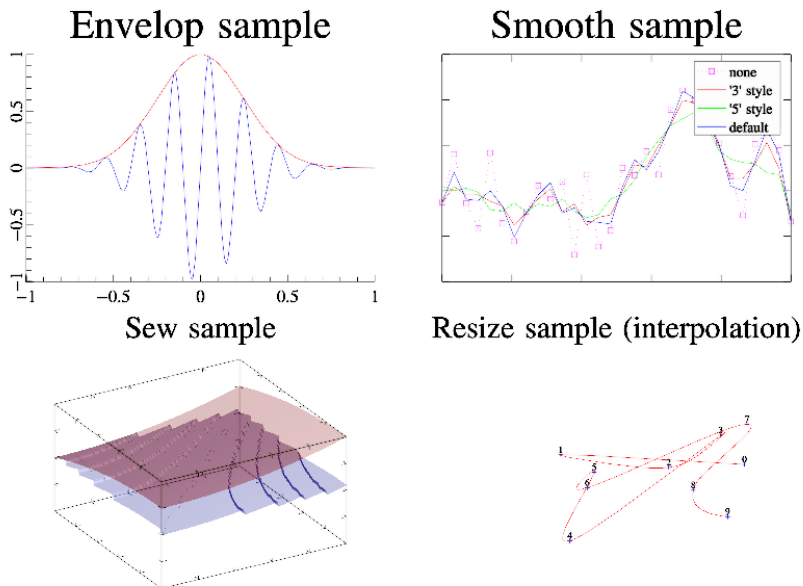 Envelop sample
Smooth sample
1
0.5
0
−0.5
−1
−1
−0.5
0
0.5
1
none
'3' style
'5' style
default
Sew sample
Resize sample (interpolation)
7
3
1
2
0
5
6
8
9
4